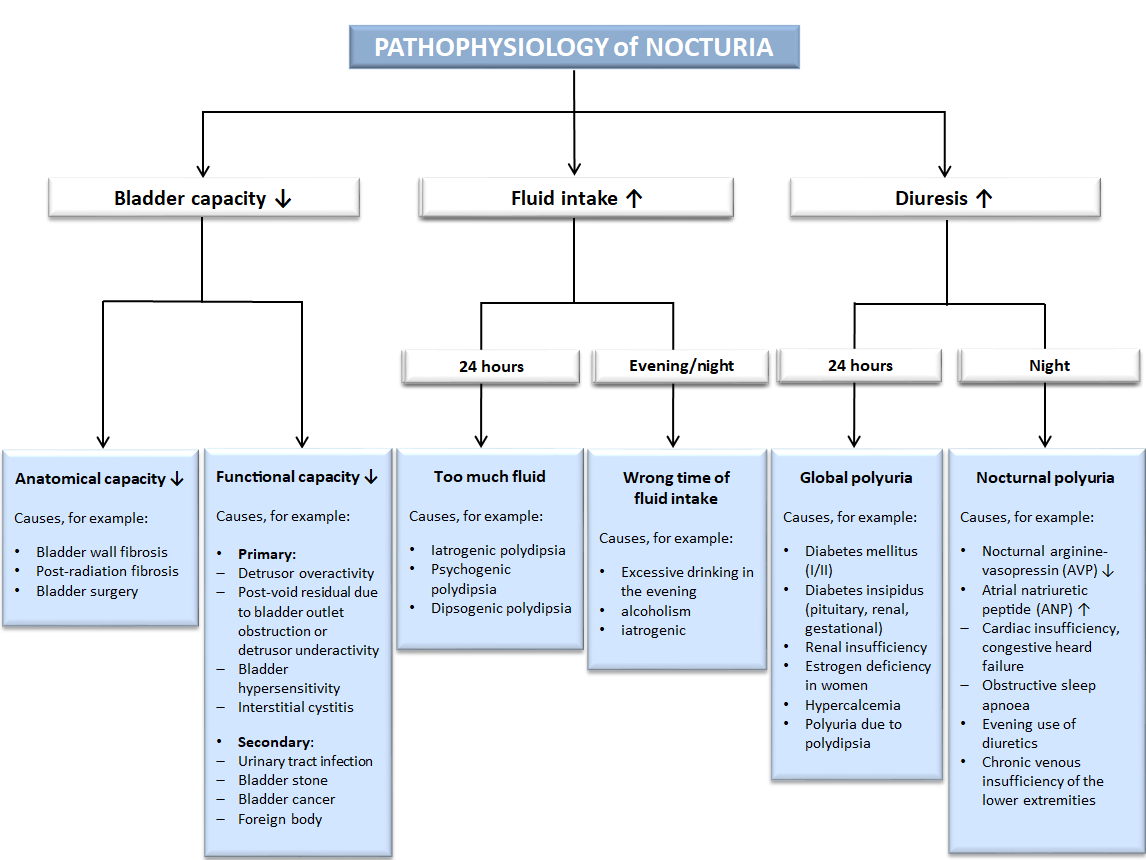 PATHOPHYSIOLOGY of NOCTURIA
Bladder capacity ↓
Fluid intake ↑
Diuresis ↑
24 hours
Evening/night
24 hours
Night
Anatomical capacity ↓
Causes, for example:
• Bladder wall fibrosis
• Post-radiation fibrosis
• Bladder surgery
Functional capacity ↓
Causes, for example:
• Primary:
– Detrusor overactivity
– Post-void residual due
to bladder outlet
obstruction or
detrusor underactivity
– Bladder
hypersensitivity
– Interstitial cystitis
• Secondary:
– Urinary tract infection
– Bladder stone
– Bladder cancer
– Foreign body
Too much fluid
Causes, for example:
• Iatrogenic polydipsia
• Psychogenic
polydipsia
• Dipsogenic polydipsia
Wrong time of
fluid intake
Causes, for example:
• Excessive drinking in
the evening
• alcoholism
• iatrogenic
Global polyuria
Causes, for example:
• Diabetes mellitus
(I/II)
• Diabetes insipidus
(pituitary, renal,
gestational)
• Renal insufficiency
• Estrogen deficiency
in women
• Hypercalcemia
• Polyuria due to
polydipsia
Nocturnal polyuria
Causes, for example:
• Nocturnal arginine-
vasopressin (AVP) ↓
• Atrial natriuretic
peptide (ANP) ↑
– Cardiac insufficiency,
congestive heard
failure
– Obstructive sleep
apnoea
• Evening use of
diuretics
• Chronic venous
insufficiency of the
lower extremities